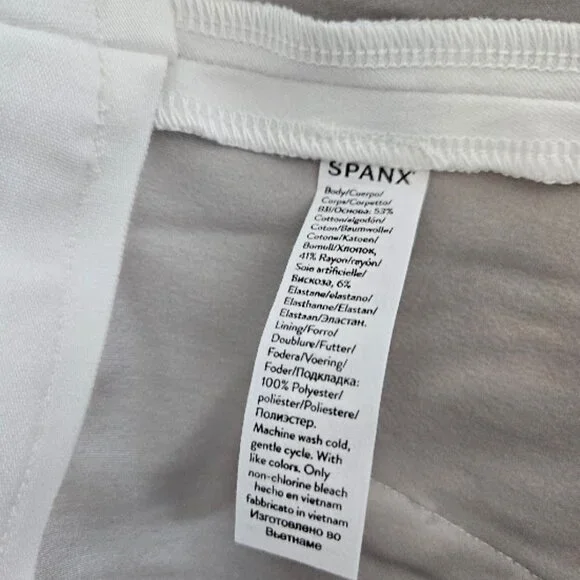 SPANX
Body/Cuerpo/
Corps/Corpetto/
Bål/Основа: 53%
Cotton/algodón/
Coton/Baumwolle/
Cotone/Katoen/
Bomull/Хлопок,
41% Rayon/rayón/
Soie artificielle/
Вискоза, 6%
Elastane/elastano/
Elasthanne/Elastan/
Elastaan/Эластан.
Lining/Forro/
Doublure/Futter/
Fodera/Voering/
Foder/Подкладка:
100% Polyester/
poliéster/Poliestere/
Полиэстер.
Machine wash cold,
gentle cycle. With
like colors. Only
non-chlorine bleach
hecho en vietnam
fabbricato in vietnam
Изготовлено во
Вьетнаме